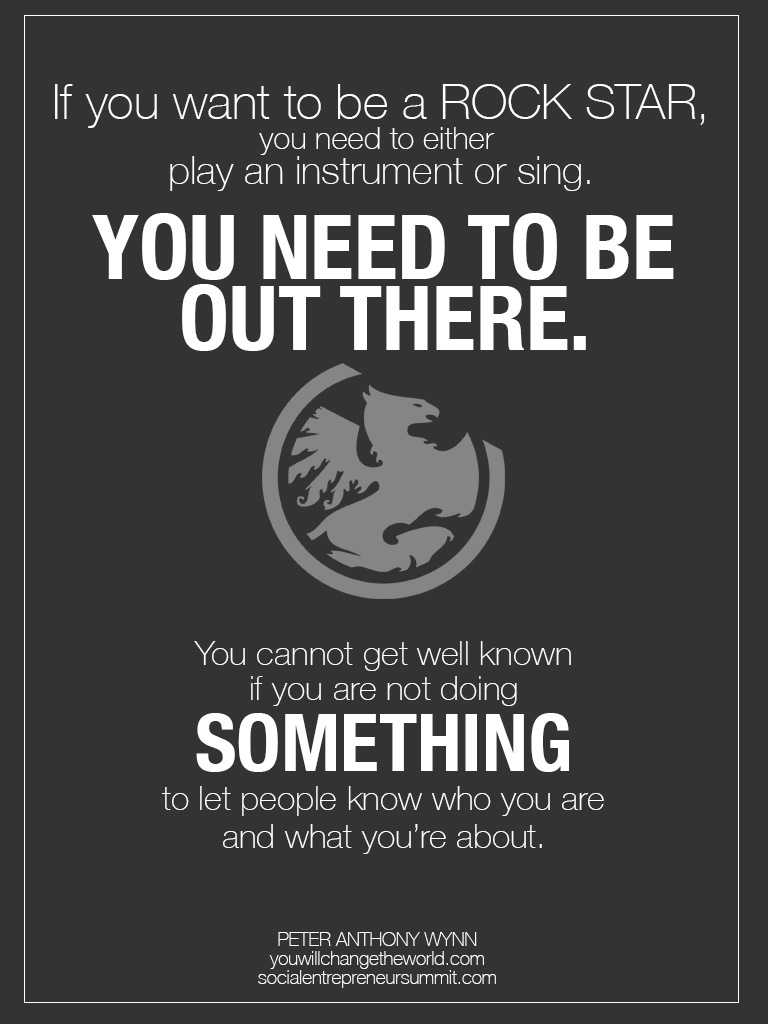 If you want to be a ROCK STAR,
you need to either
play an instrument or sing.
YOU NEED TO BE
OUT THERE.
You cannot get well known
if you are not doing
SOMETHING
to let people know who you are
and what you’re about.
PETER ANTHONY WYNN
youwillchangetheworld.com
socialentrepreneursummit.com